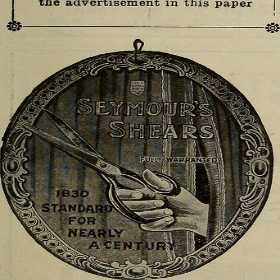 the advertisement in this paper
SEYMOUR'S
SHEARS
FULLY WARRANTED
1830
STANDARD
FOR
NEARLY
A CENTURY